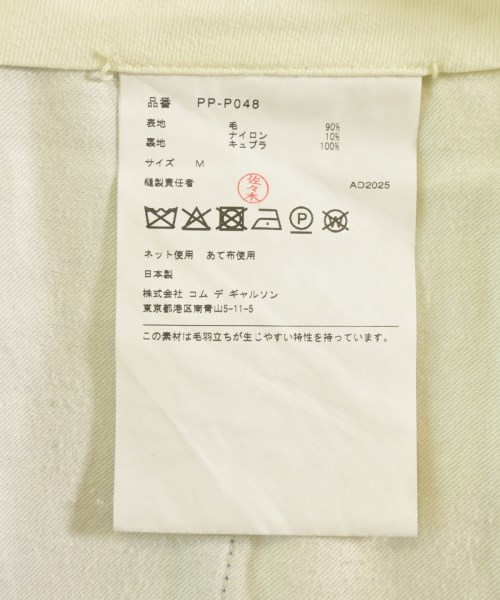 品番 PP-P048
表地 毛 90%
ナイロン 10%
裏地 キュプラ 100%
サイズ M
縫製責任者 佐々木 AD2025
P W
ネット使用 あて布使用
日本製
株式会社 コム デ ギャルソン
東京都港区南青山5-11-5
この素材は毛羽立ちが生じやすい特性を持っています。